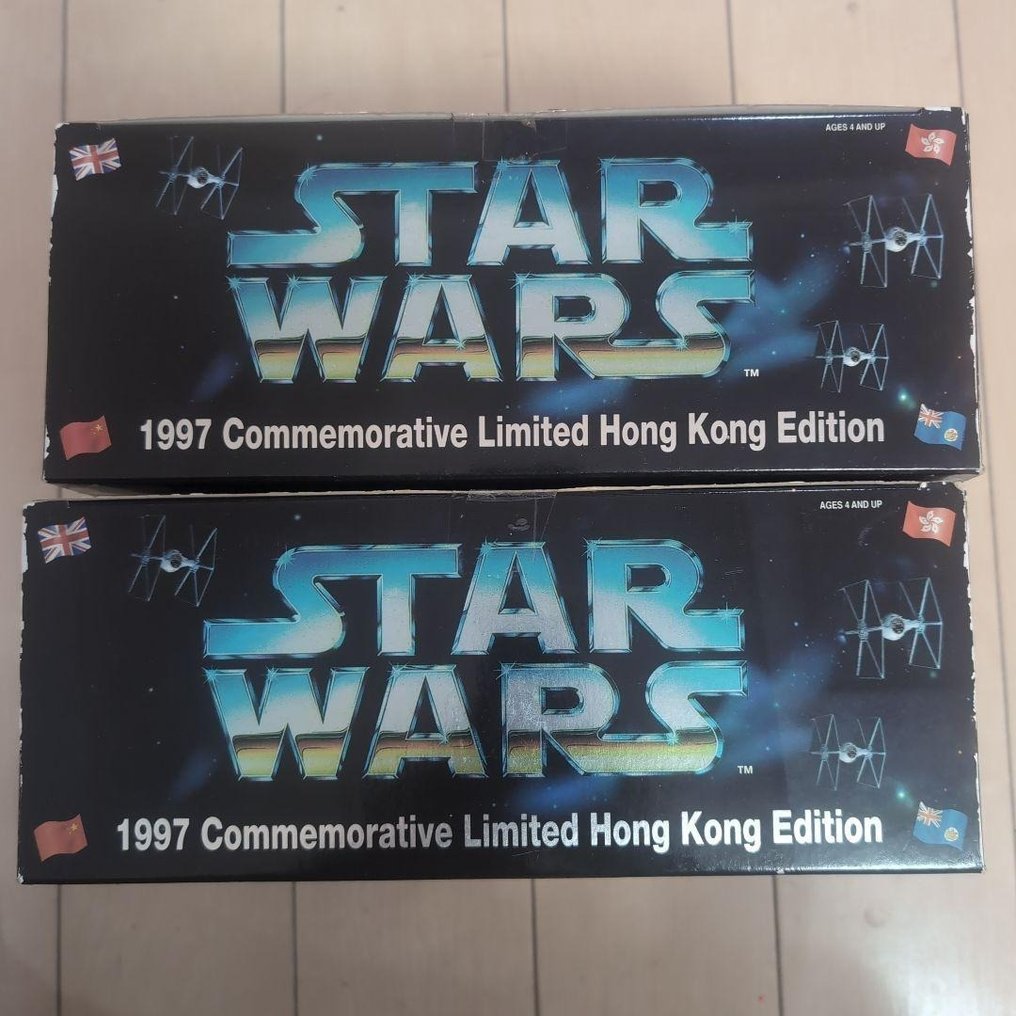 AGES 4 AND UP
STAR
WARS
TM
1997 Commemorative Limited Hong Kong Edition
AGES 4 AND UP
STAR
WARS
TM
1997 Commemorative Limited Hong Kong Edition